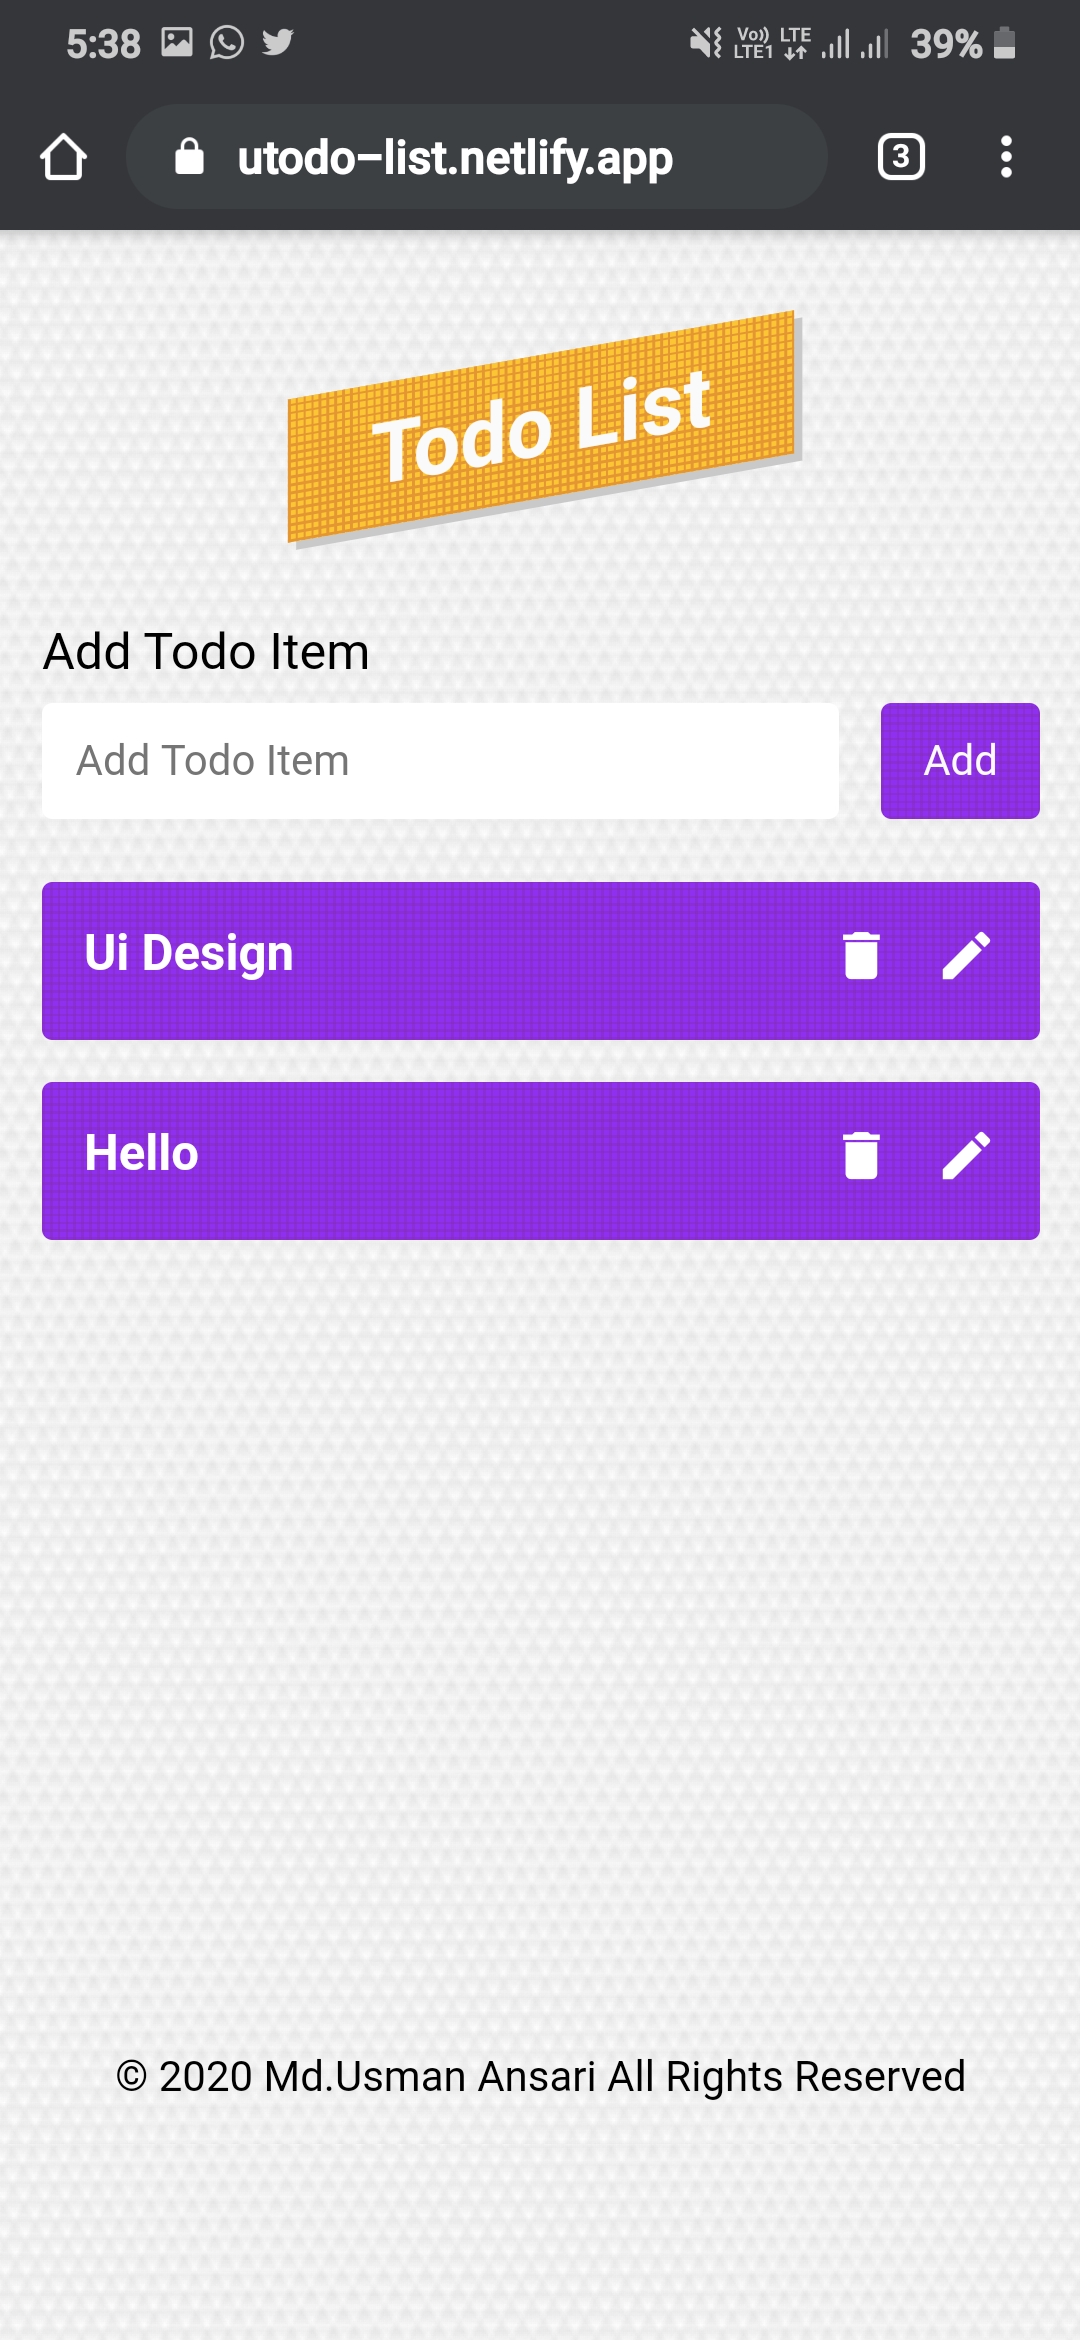 5:38
Vo)) LTE
LTE1
39%
utodo-list.netlify.app
3
Todo List
Add Todo Item
Add Todo Item
Add
Ui Design
Hello
© 2020 Md.Usman Ansari All Rights Reserved